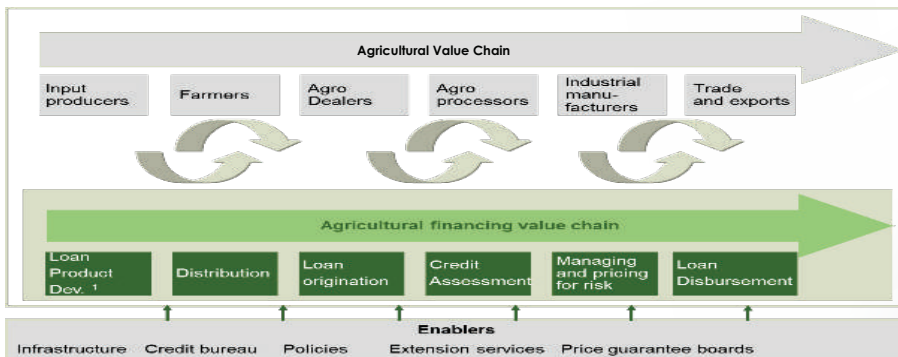 Agricultural Value Chain
Input
producers
Farmers
Agro
Dealers
Agro
processors
Industrial
manu-
facturers
Trade
and exports
Agricultural financing value chain
Loan
Product
Dev. 1
Distribution
Loan
origination
Credit
Assessment
Managing
and pricing
for risk
Loan
Disbursement
Enablers
Infrastructure Credit bureau Policies Extension services Price guarantee boards